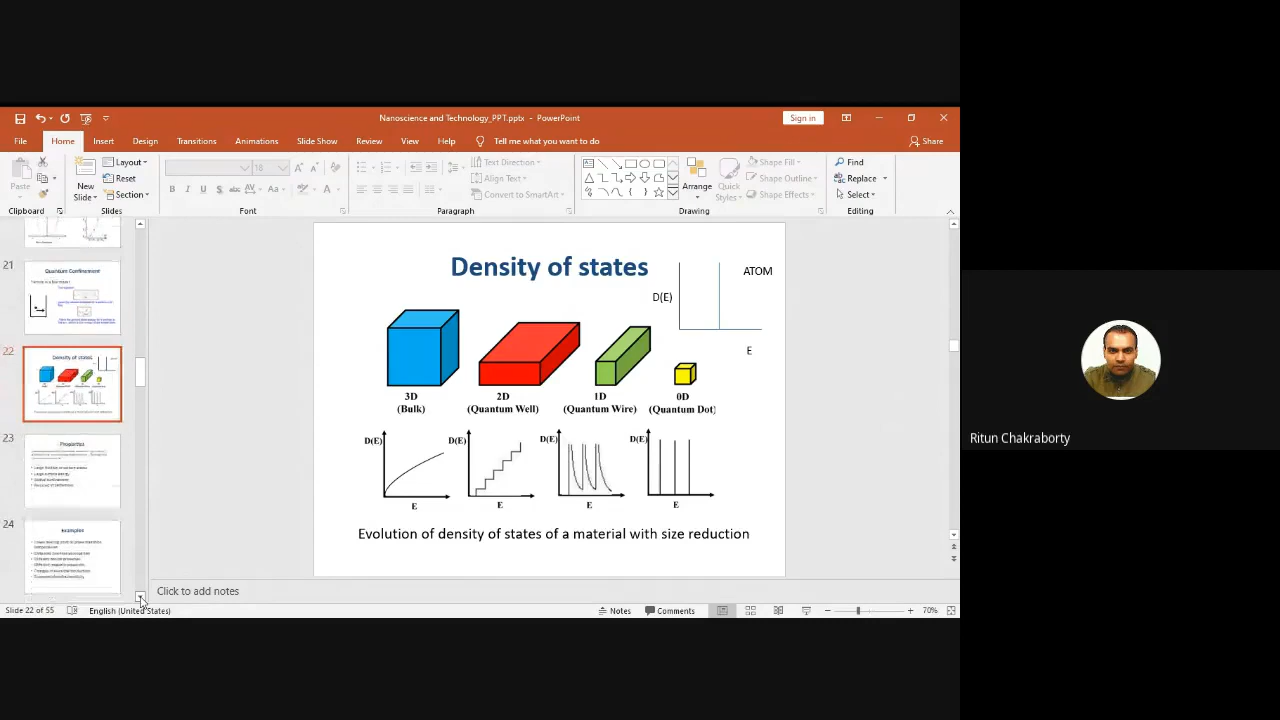 Nanoscience and Technology_PPT.pptx - PowerPoint
Sign in
File Home Insert Design Transitions Animations Slide Show Review View Help Tell me what you want to do Share
Paste
New Slide
Layout
Reset
Section
18
B I U S abc AV Aa A
Text Direction
Align Text
Convert to SmartArt
Arrange
Quick Styles
Shape Fill
Shape Outline
Shape Effects
Find
Replace
Select
Clipboard Slides Font Paragraph Drawing Editing
21
Quantum Confinement
22
Density of states
23
Properties
24
Examples
Density of states
ATOM
D(E)
E
3D
(Bulk)
2D
(Quantum Well)
1D
(Quantum Wire)
0D
(Quantum Dot)
D(E) D(E) D(E) D(E)
E E E E
Evolution of density of states of a material with size reduction
Click to add notes
Slide 22 of 55 English (United States) Notes Comments 70%
Ritun Chakraborty